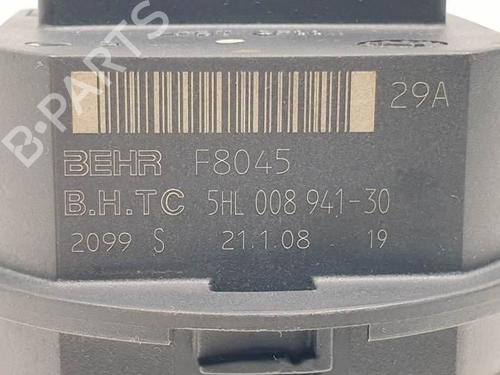 29A
BEHR F8045
B.H.TC 5HL 008 941-30
2099 S 21.1.08 19
B-PARTS